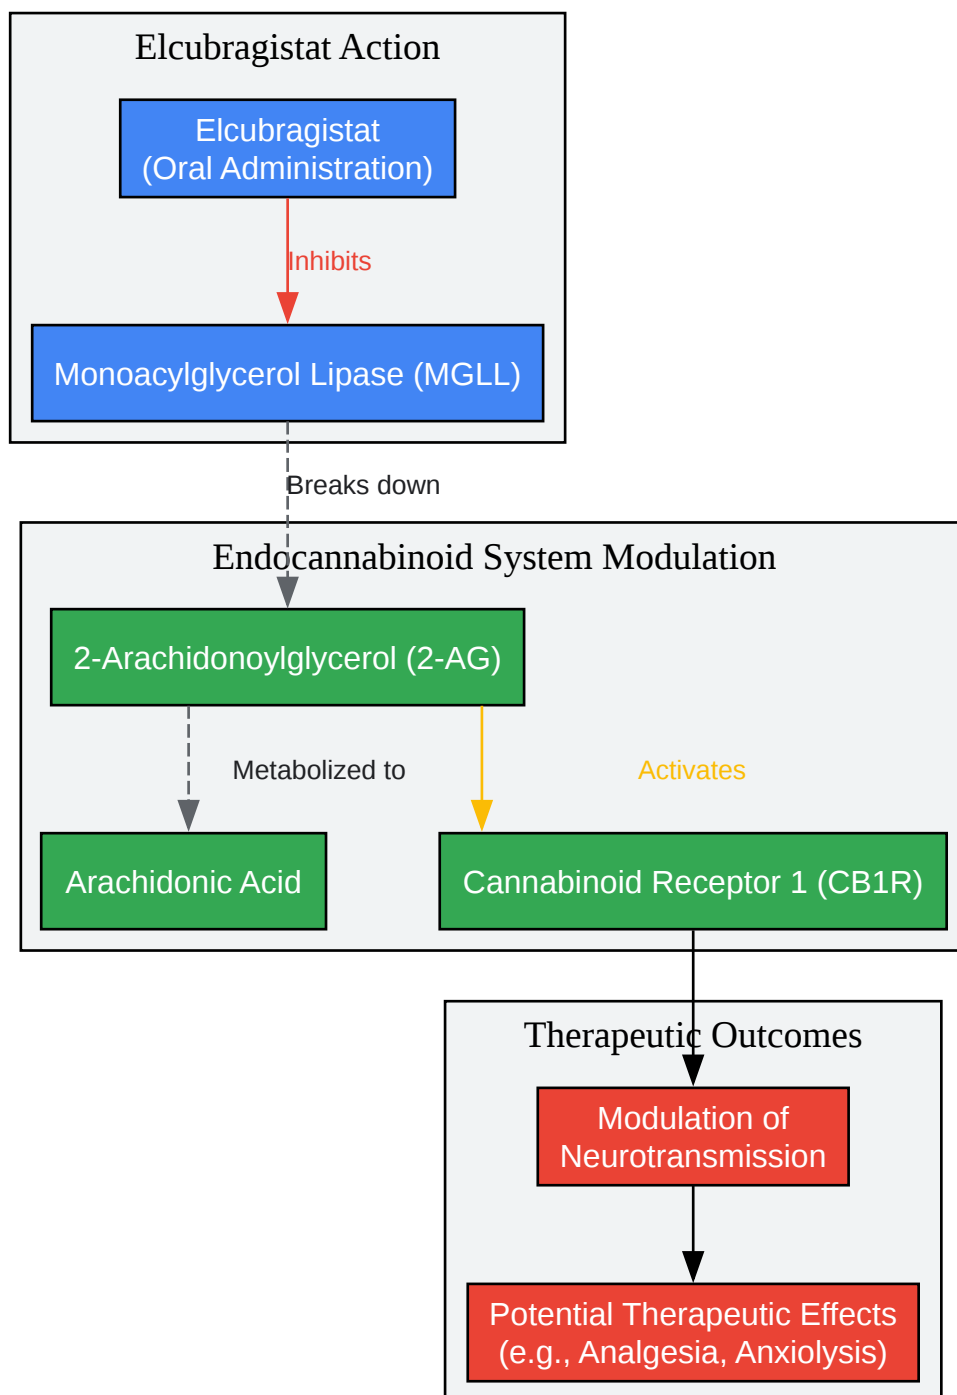 Elcubragistat Action
Elcubragistat
(Oral Administration)
Inhibits
Monoacylglycerol Lipase (MGLL)
Breaks down
Endocannabinoid System Modulation
2-Arachidonoylglycerol (2-AG)
Metabolized to
Activates
Arachidonic Acid
Cannabinoid Receptor 1 (CB1R)
Therapeutic Outcomes
Modulation of
Neurotransmission
Potential Therapeutic Effects
(e.g., Analgesia, Anxiolysis)